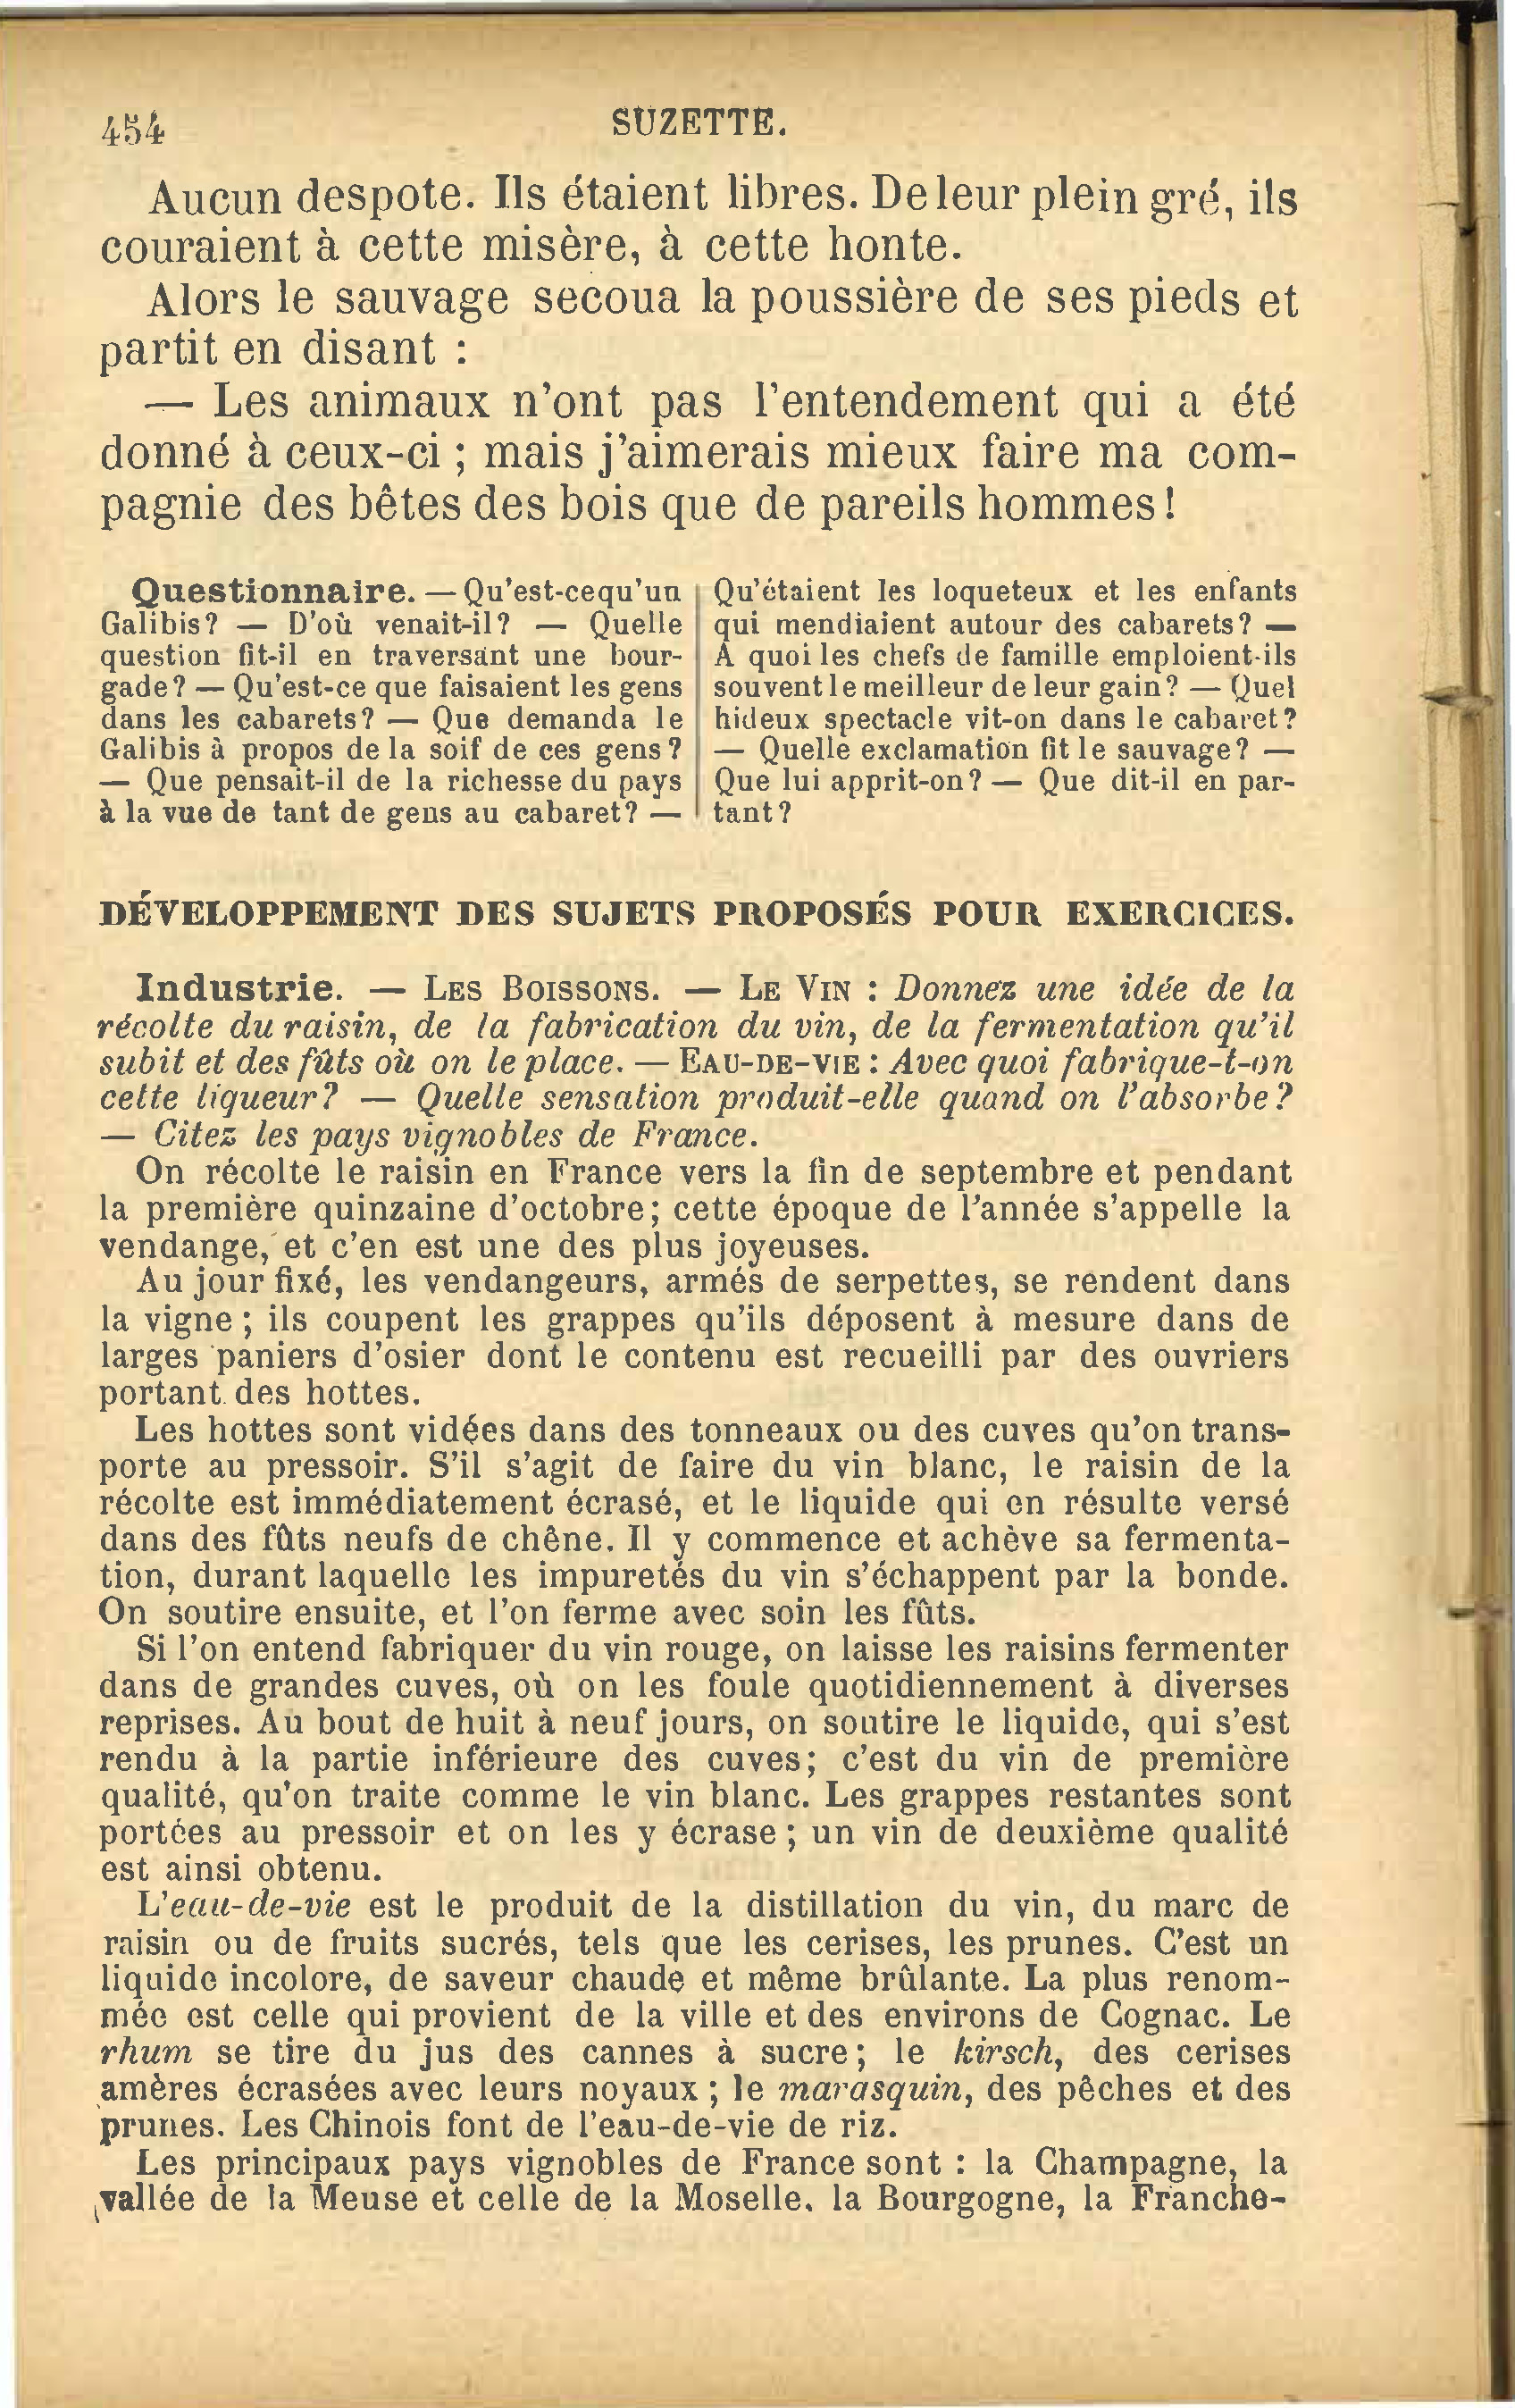 454
SUZETTE.
Aucun despote. Ils étaient libres. De leur plein gré, ils
couraient à cette misère, à cette honte.
Alors le sauvage secoua la poussière de ses pieds et
partit en disant :
— Les animaux n'ont pas l'entendement qui a été
donné à ceux-ci ; mais j'aimerais mieux faire ma com-
pagnie des bêtes des bois que de pareils hommes !
Questionnaire. — Qu'est-ce qu'un
Galibis ? — D'où venait-il ? — Quelle
question fit-il en traversant une bour-
gade ? — Qu'est-ce que faisaient les gens
dans les cabarets ? — Que demanda le
Galibis à propos de la soif de ces gens ?
— Que pensait-il de la richesse du pays
à la vue de tant de gens au cabaret ? —
Qu'étaient les loqueteux et les enfants
qui mendiaient autour des cabarets ? —
A quoi les chefs de famille emploient-ils
souvent le meilleur de leur gain ? — Quel
hideux spectacle vit-on dans le cabaret ?
— Quelle exclamation fit le sauvage ? —
Que lui apprit-on ? — Que dit-il en par-
tant ?
DÉVELOPPEMENT DES SUJETS PROPOSÉS POUR EXERCICES.
Industrie. — LES BOISSONS. — LE VIN : Donnez une idée de la
récolte du raisin, de la fabrication du vin, de la fermentation qu'il
subit et des fûts où on le place. — EAU-DE-VIE : Avec quoi fabrique-t-on
cette liqueur ? — Quelle sensation produit-elle quand on l'absorbe ?
— Citez les pays vignobles de France.
On récolte le raisin en France vers la fin de septembre et pendant
la première quinzaine d'octobre ; cette époque de l'année s'appelle la
vendange, et c'en est une des plus joyeuses.
Au jour fixé, les vendangeurs, armés de serpettes, se rendent dans
la vigne ; ils coupent les grappes qu'ils déposent à mesure dans de
larges paniers d'osier dont le contenu est recueilli par des ouvriers
portant des hottes.
Les hottes sont vidées dans des tonneaux ou des cuves qu'on trans-
porte au pressoir. S'il s'agit de faire du vin blanc, le raisin de la
récolte est immédiatement écrasé, et le liquide qui en résulte versé
dans des fûts neufs de chêne. Il y commence et achève sa fermenta-
tion, durant laquelle les impuretés du vin s'échappent par la bonde.
On soutire ensuite, et l'on ferme avec soin les fûts.
Si l'on entend fabriquer du vin rouge, on laisse les raisins fermenter
dans de grandes cuves, où on les foule quotidiennement à diverses
reprises. Au bout de huit à neuf jours, on soutire le liquide, qui s'est
rendu à la partie inférieure des cuves ; c'est du vin de première
qualité, qu'on traite comme le vin blanc. Les grappes restantes sont
portées au pressoir et on les y écrase ; un vin de deuxième qualité
est ainsi obtenu.
L'eau-de-vie est le produit de la distillation du vin, du marc de
raisin ou de fruits sucrés, tels que les cerises, les prunes. C'est un
liquide incolore, de saveur chaude et même brûlante. La plus renom-
mée est celle qui provient de la ville et des environs de Cognac. Le
rhum se tire du jus des cannes à sucre ; le kirsch, des cerises
amères écrasées avec leurs noyaux ; le marasquin, des pêches et des
prunes. Les Chinois font de l'eau-de-vie de riz.
Les principaux pays vignobles de France sont : la Champagne, la
vallée de la Meuse et celle de la Moselle, la Bourgogne, la Franche-